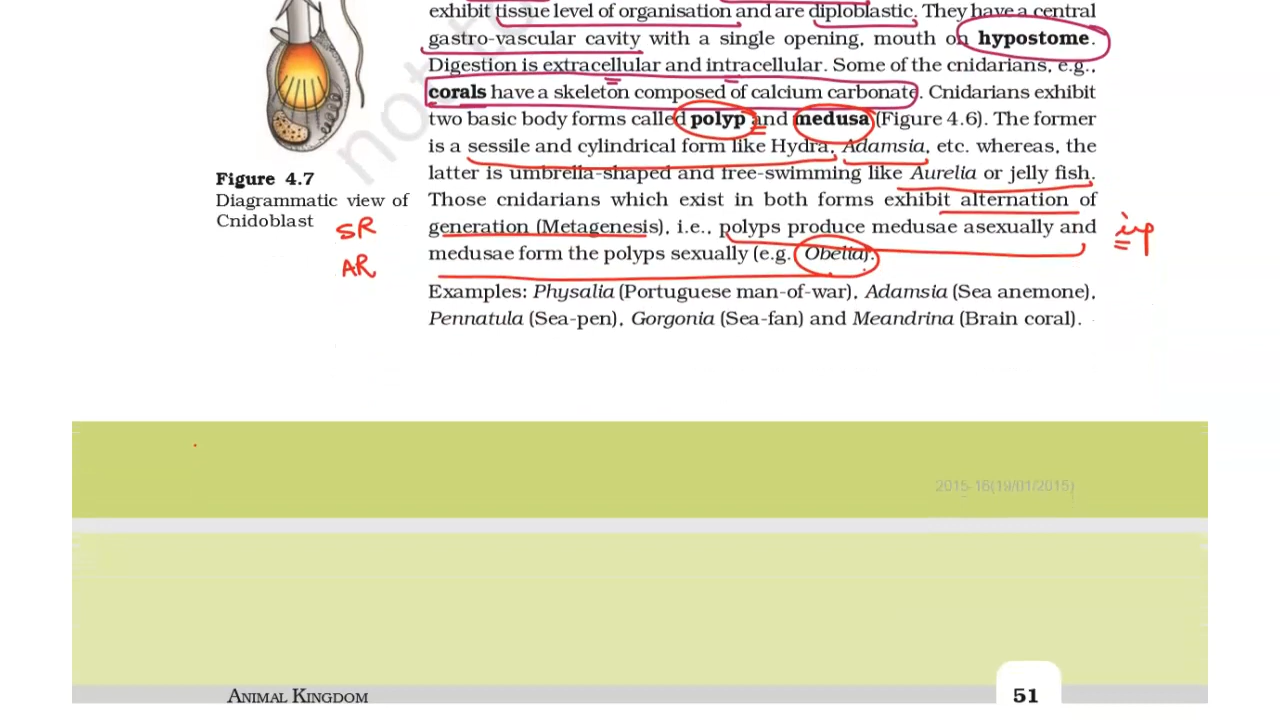 exhibit tissue level of organisation and are diploblastic. They have a central
gastro-vascular cavity with a single opening, mouth on hypostome.
Digestion is extracellular and intracellular. Some of the cnidarians, e.g.,
corals have a skeleton composed of calcium carbonate. Cnidarians exhibit
two basic body forms called polyp and medusa (Figure 4.6). The former
is a sessile and cylindrical form like Hydra, Adamsia, etc. whereas, the
latter is umbrella-shaped and free-swimming like Aurelia or jelly fish.
Those cnidarians which exist in both forms exhibit alternation of
generation (Metagenesis), i.e., polyps produce medusae asexually and
medusae form the polyps sexually (e.g. Obelia).
Examples: Physalia (Portuguese man-of-war), Adamsia (Sea anemone),
Pennatula (Sea-pen), Gorgonia (Sea-fan) and Meandrina (Brain coral).
imp
Figure 4.7
Diagrammatic view of
Cnidoblast
SR
AR
not to
2015-16(19/01/2015)
ANIMAL KINGDOM
51